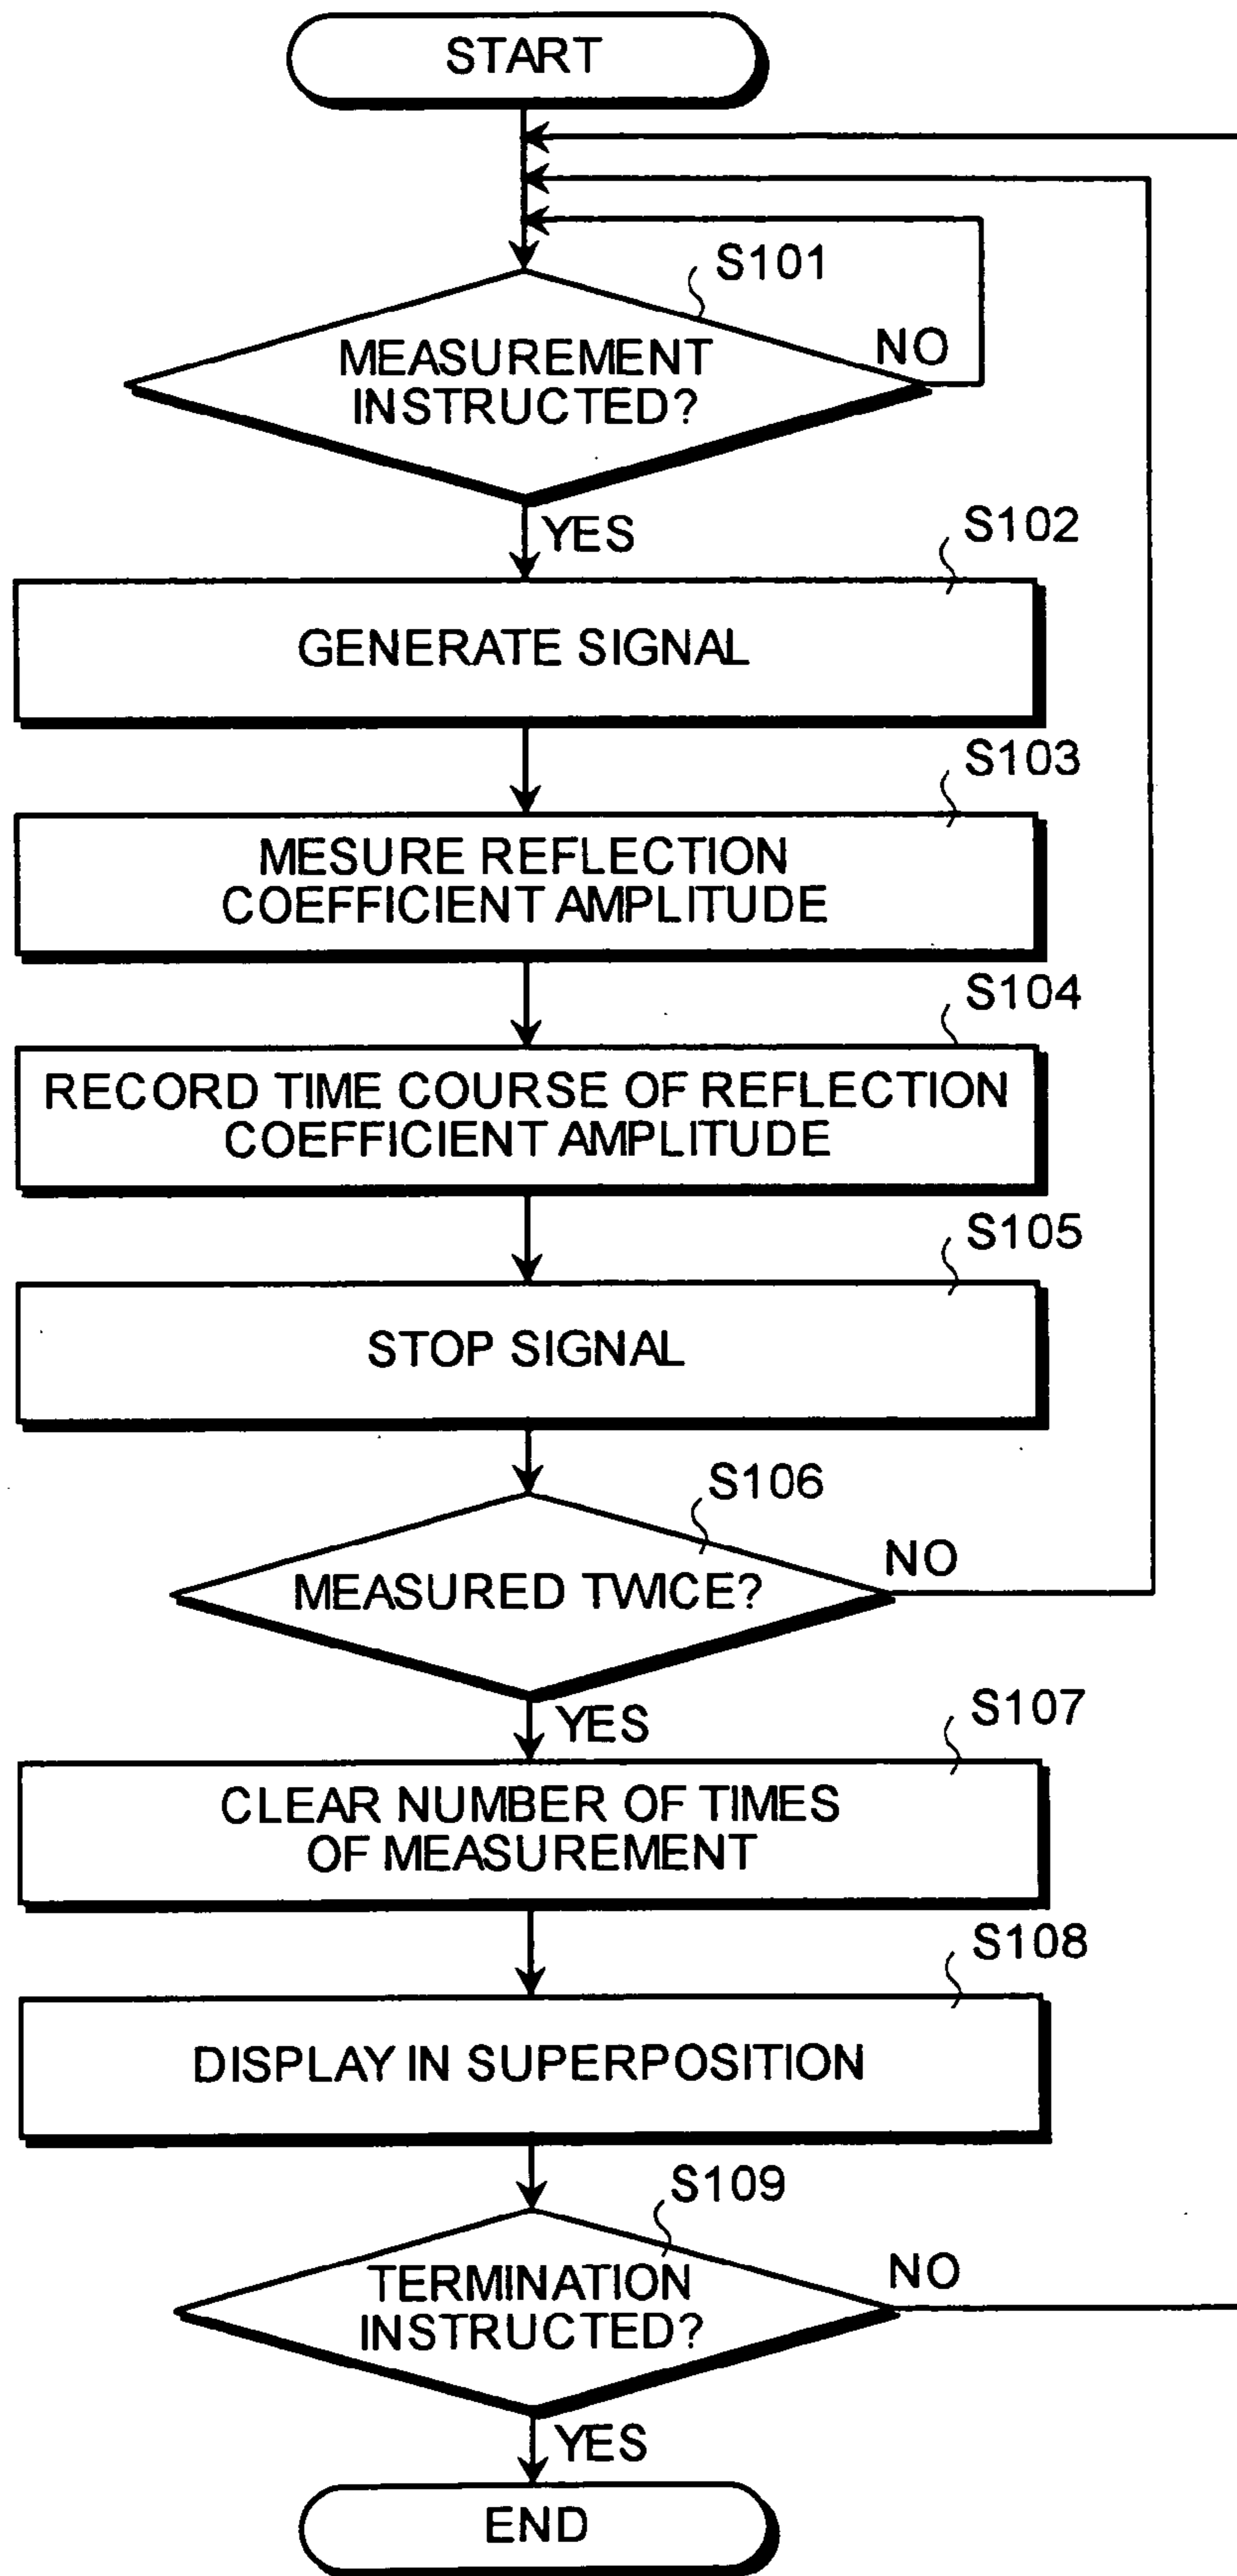 START
S101
MEASUREMENT
INSTRUCTED?
NO
YES
S102
GENERATE SIGNAL
S103
MESURE REFLECTION
COEFFICIENT AMPLITUDE
S104
RECORD TIME COURSE OF REFLECTION
COEFFICIENT AMPLITUDE
S105
STOP SIGNAL
S106
MEASURED TWICE?
NO
YES
S107
CLEAR NUMBER OF TIMES
OF MEASUREMENT
S108
DISPLAY IN SUPERPOSITION
S109
TERMINATION
INSTRUCTED?
NO
YES
END